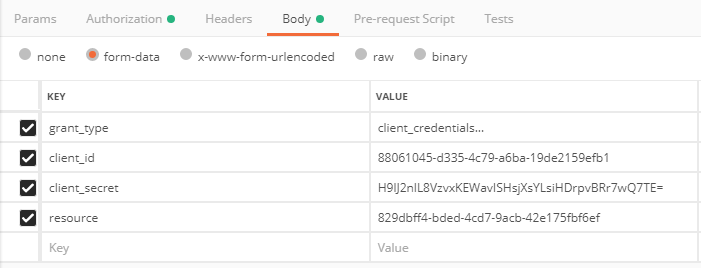 Params Authorization Headers Body Pre-request Script Tests
none form-data x-www-form-urlencoded raw binary
KEY VALUE
grant_type client_credentials...
client_id 88061045-d335-4c79-a6ba-19de2159efb1
client_secret H9IJ2nIL8VzvxKEWavISHsjXsYLsiHDrpvBRr7wQ7TE=
resource 829dbff4-bded-4cd7-9acb-42e175fbf6ef
Key Value